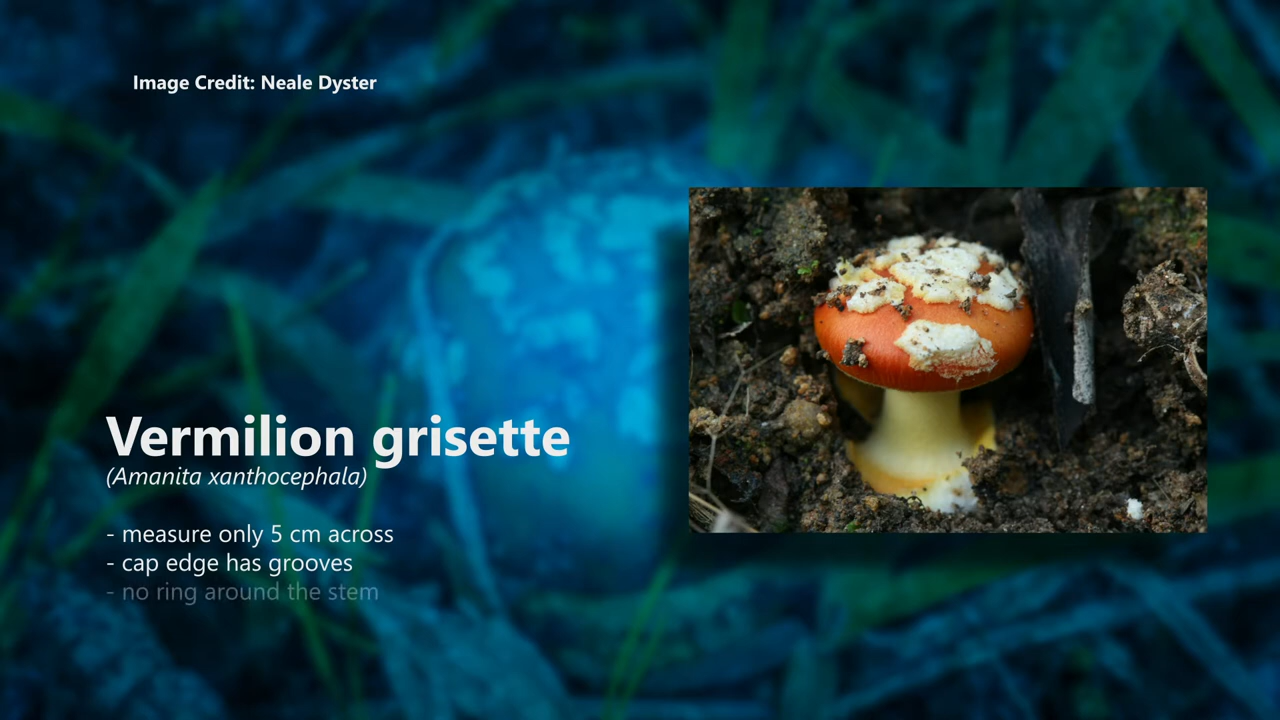 Image Credit: Neale Dyster
Vermilion grisette
(Amanita xanthocephala)
- measure only 5 cm across
- cap edge has grooves
- no ring around the stem